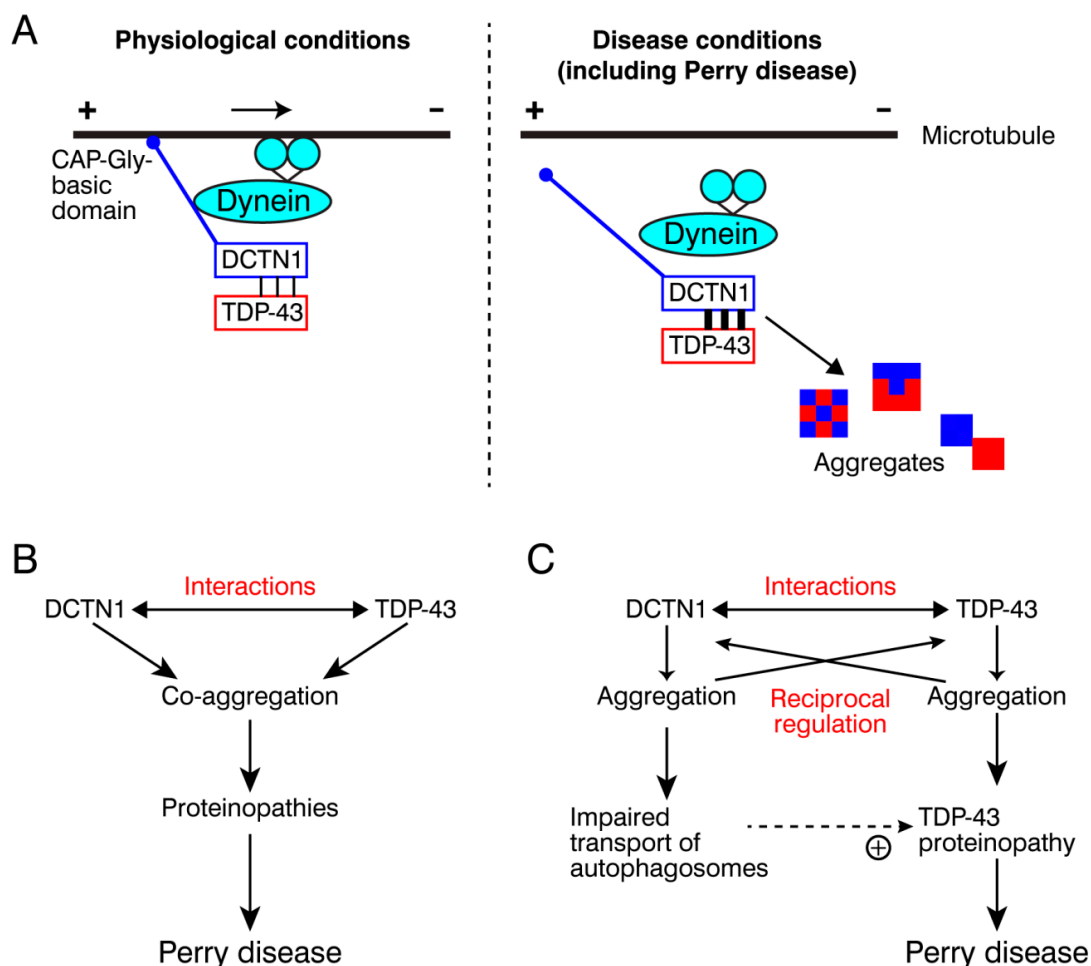 A
Physiological conditions
+
−
CAP-Gly-
basic
domain
Dynein
DCTN1
TDP-43
Disease conditions
(including Perry disease)
+
−
Microtubule
Dynein
DCTN1
TDP-43
Aggregates
B
Interactions
DCTN1
TDP-43
Co-aggregation
Proteinopathies
Perry disease
C
Interactions
DCTN1
TDP-43
Aggregation
Reciprocal
regulation
Aggregation
Impaired
transport of
autophagosomes
+
TDP-43
proteinopathy
Perry disease